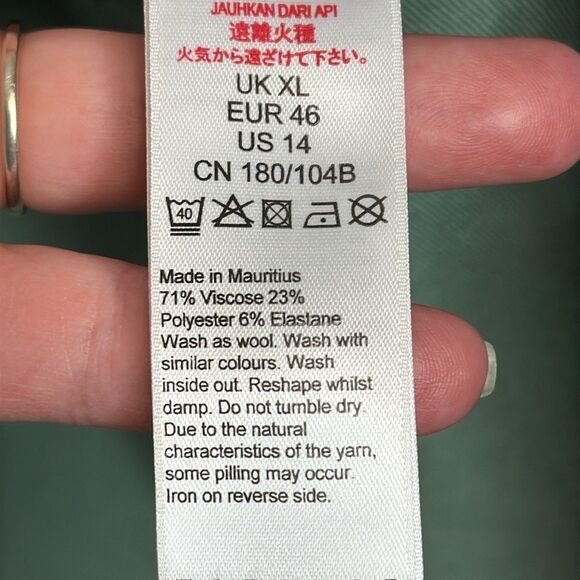 JAUHKAN DARI API
遠離火種
火気から遠ざけて下さい。
UK XL
EUR 46
US 14
CN 180/104B
40
Made in Mauritius
71% Viscose 23%
Polyester 6% Elastane
Wash as wool. Wash with
similar colours. Wash
inside out. Reshape whilst
damp. Do not tumble dry.
Due to the natural
characteristics of the yarn,
some pilling may occur.
Iron on reverse side.